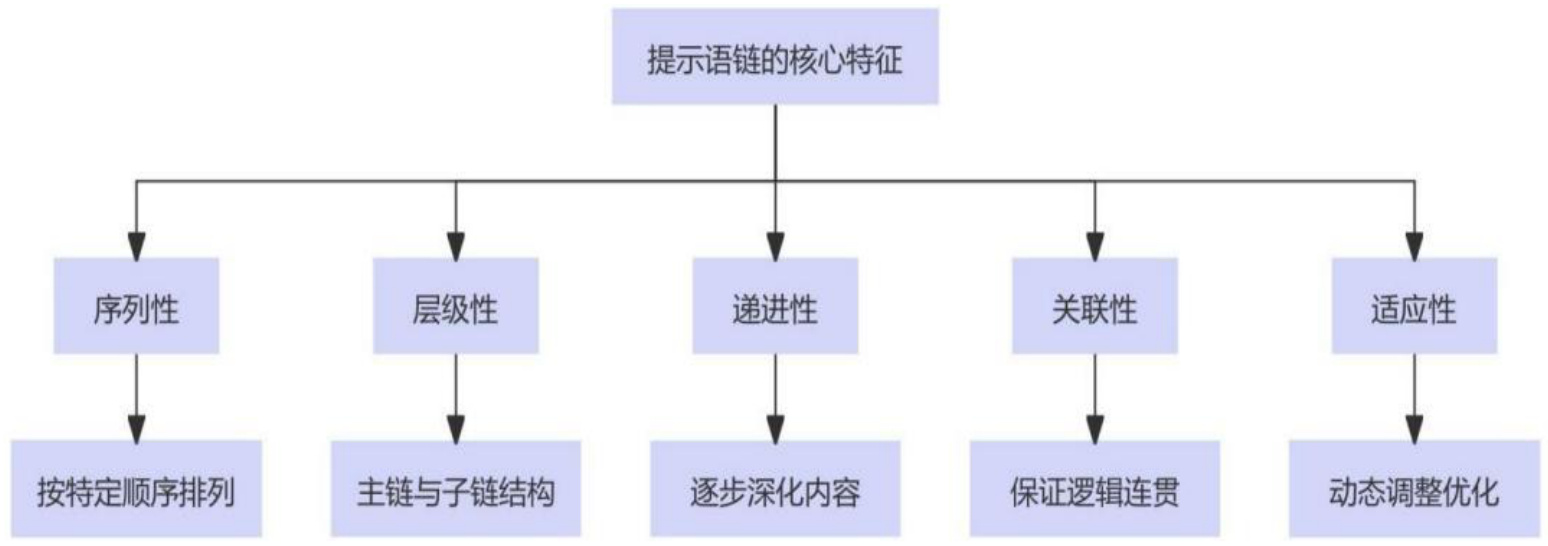 提示语链的核心特征
序列性
层级性
递进性
关联性
适应性
按特定顺序排列
主链与子链结构
逐步深化内容
保证逻辑连贯
动态调整优化